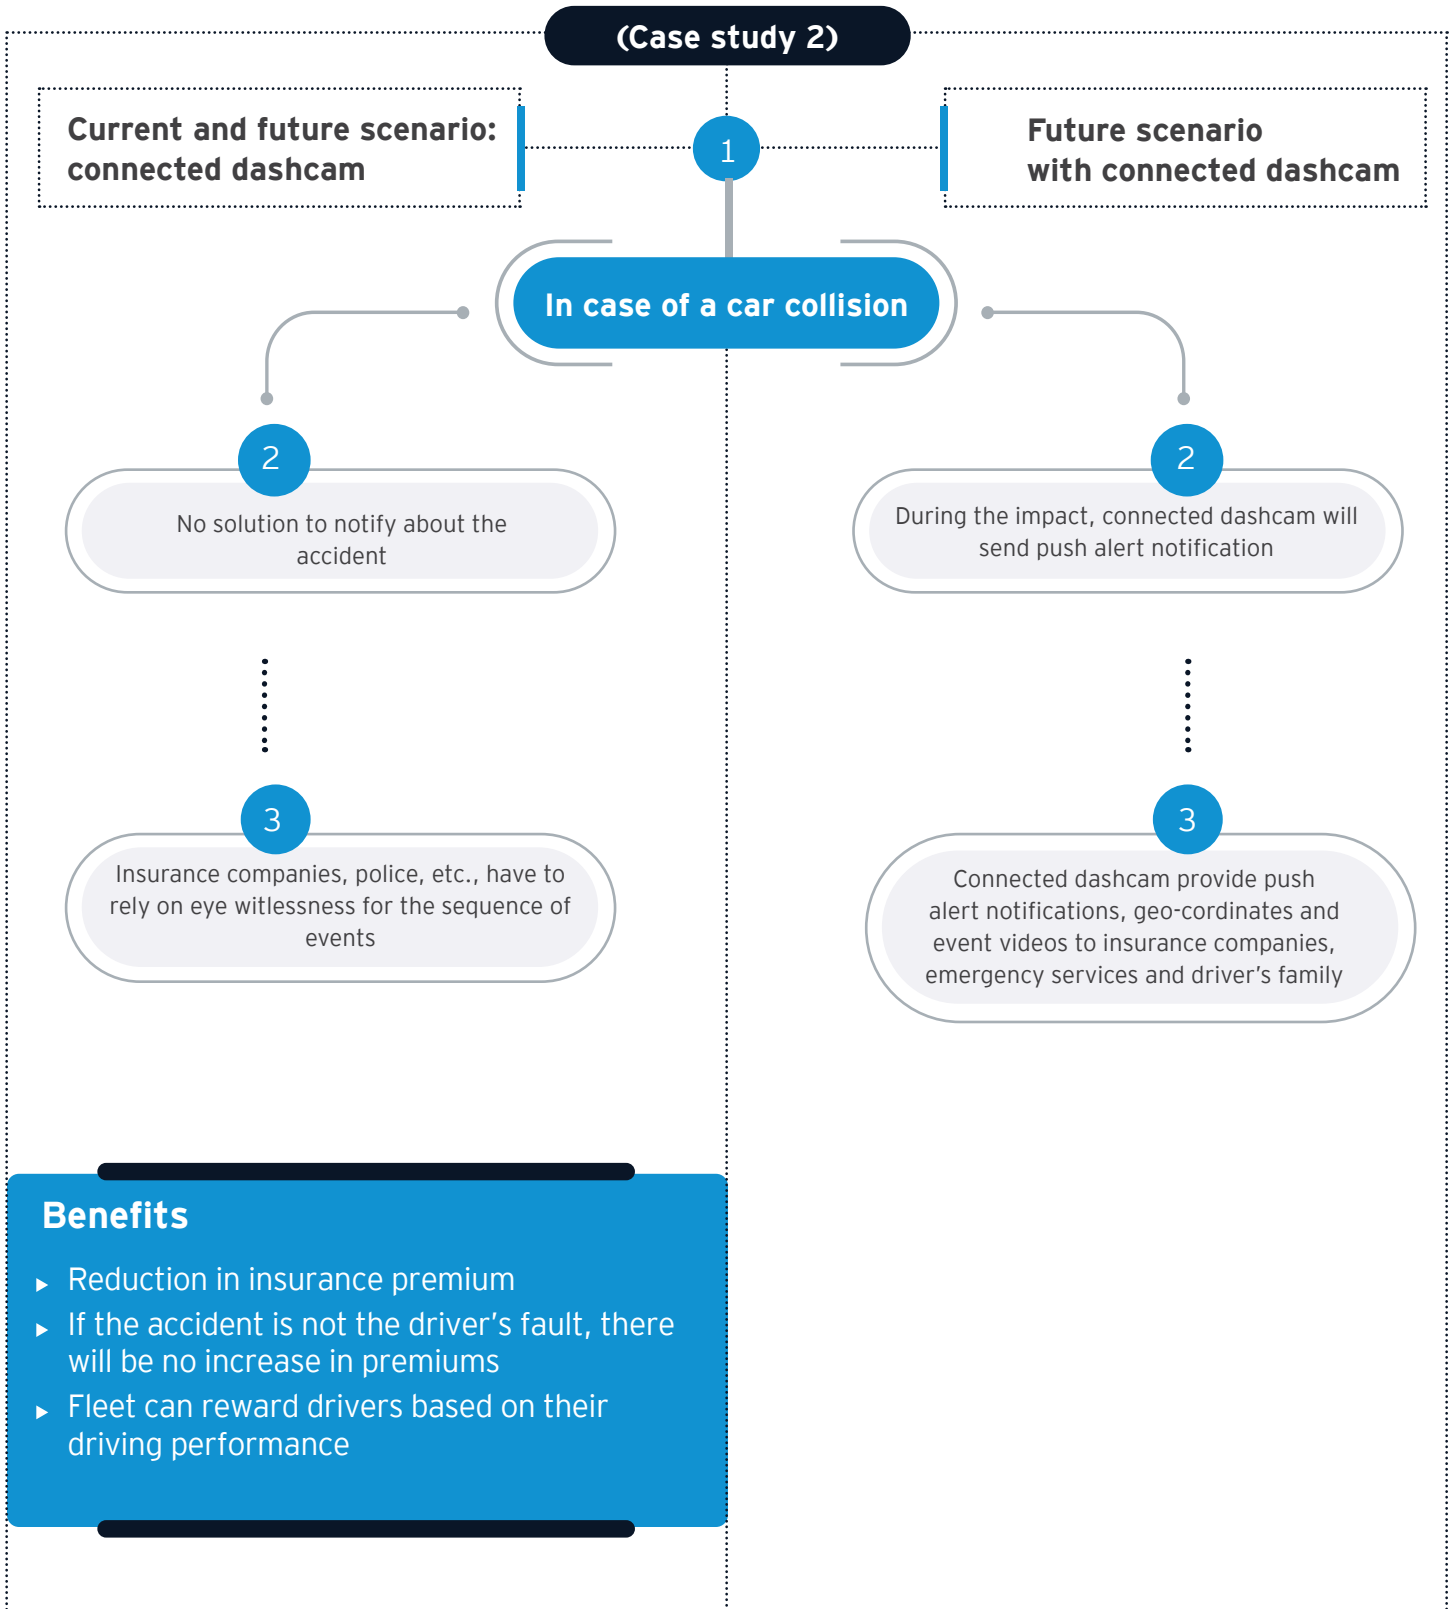 (Case study 2)
Current and future scenario:
connected dashcam
1
Future scenario
with connected dashcam
In case of a car collision
2
No solution to notify about the
accident
2
During the impact, connected dashcam will
send push alert notification
3
Insurance companies, police, etc., have to
rely on eye witlessness for the sequence of
events
3
Connected dashcam provide push
alert notifications, geo-cordinates and
event videos to insurance companies,
emergency services and driver’s family
Benefits
▸ Reduction in insurance premium
▸ If the accident is not the driver’s fault, there
will be no increase in premiums
▸ Fleet can reward drivers based on their
driving performance